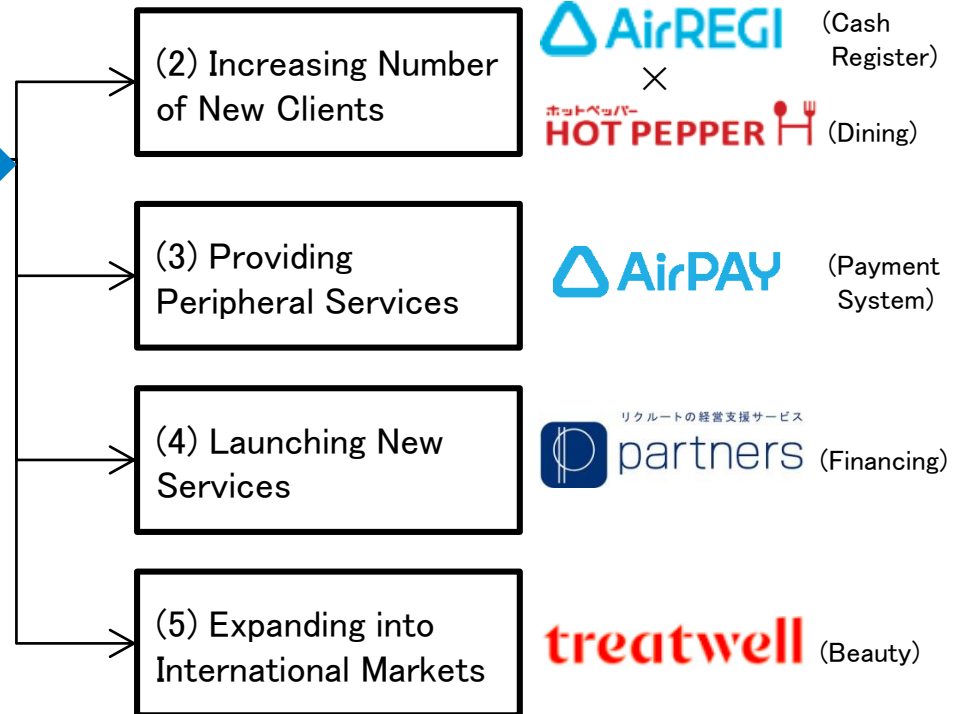 (2) Increasing Number
of New Clients
AirREGI
(Cash
Register)
×
ホットペッパー
HOT PEPPER
(Dining)
(3) Providing
Peripheral Services
AirPAY
(Payment
System)
(4) Launching New
Services
リクルートの経営支援サービス
partners
(Financing)
(5) Expanding into
International Markets
treatwell
(Beauty)